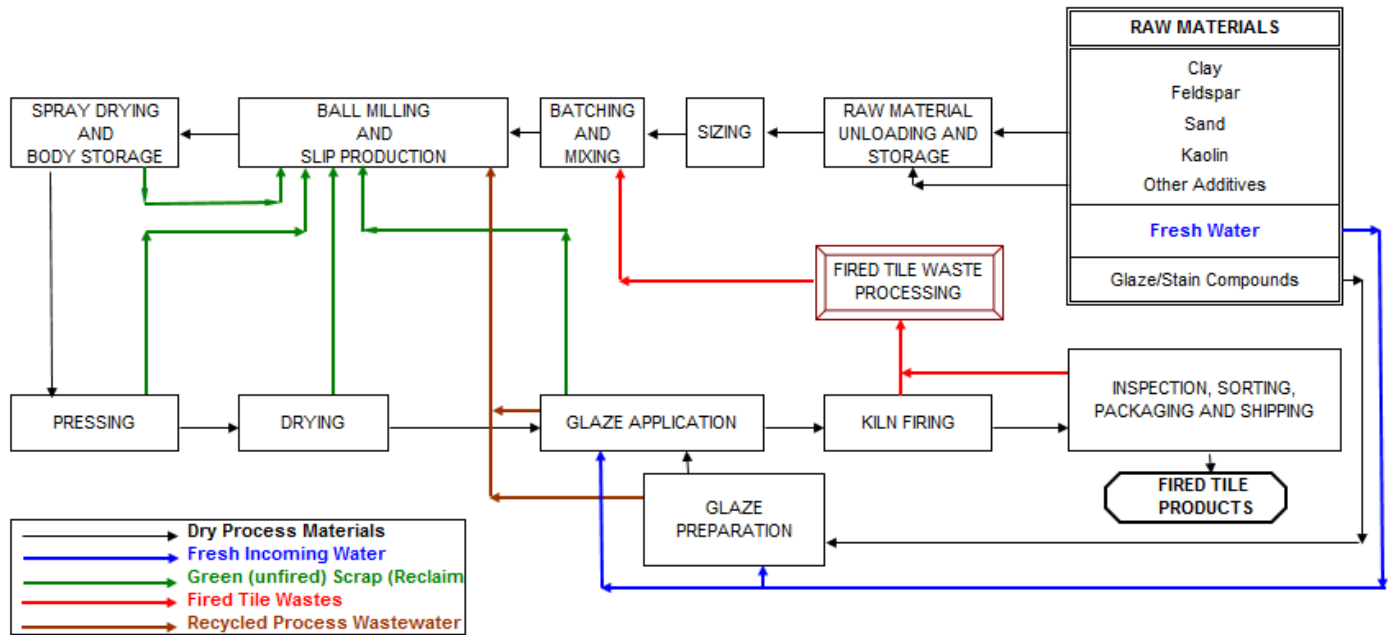 RAW MATERIALS
Clay
Feldspar
Sand
Kaolin
Other Additives
Fresh Water
Glaze/Stain Compounds
SPRAY DRYING
AND
BODY STORAGE
BALL MILLING
AND
SLIP PRODUCTION
BATCHING
AND
MIXING
SIZING
RAW MATERIAL
UNLOADING AND
STORAGE
FIRED TILE WASTE
PROCESSING
PRESSING
DRYING
GLAZE APPLICATION
KILN FIRING
INSPECTION, SORTING,
PACKAGING AND SHIPPING
GLAZE
PREPARATION
FIRED TILE
PRODUCTS
Dry Process Materials
Fresh Incoming Water
Green (unfired) Scrap (Reclaim
Fired Tile Wastes
Recycled Process Wastewater